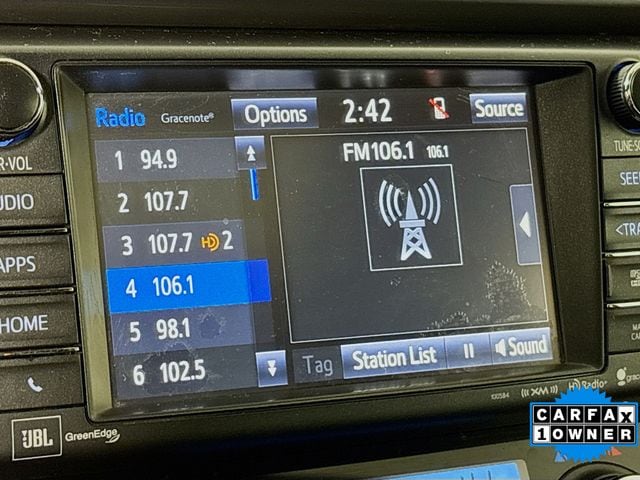 Radio Gracenote® Options 2:42 Source
R·VOL
TUNE·SC
UDIO
APPS
HOME
SEE
<TRA
1 94.9
2 107.7
3 107.7 HD 2
4 106.1
5 98.1
6 102.5
FM106.1 106.1
Tag Station List Sound
100584 ((XM)) HD Radio
JBL GreenEdge
CARFAX
1 OWNER